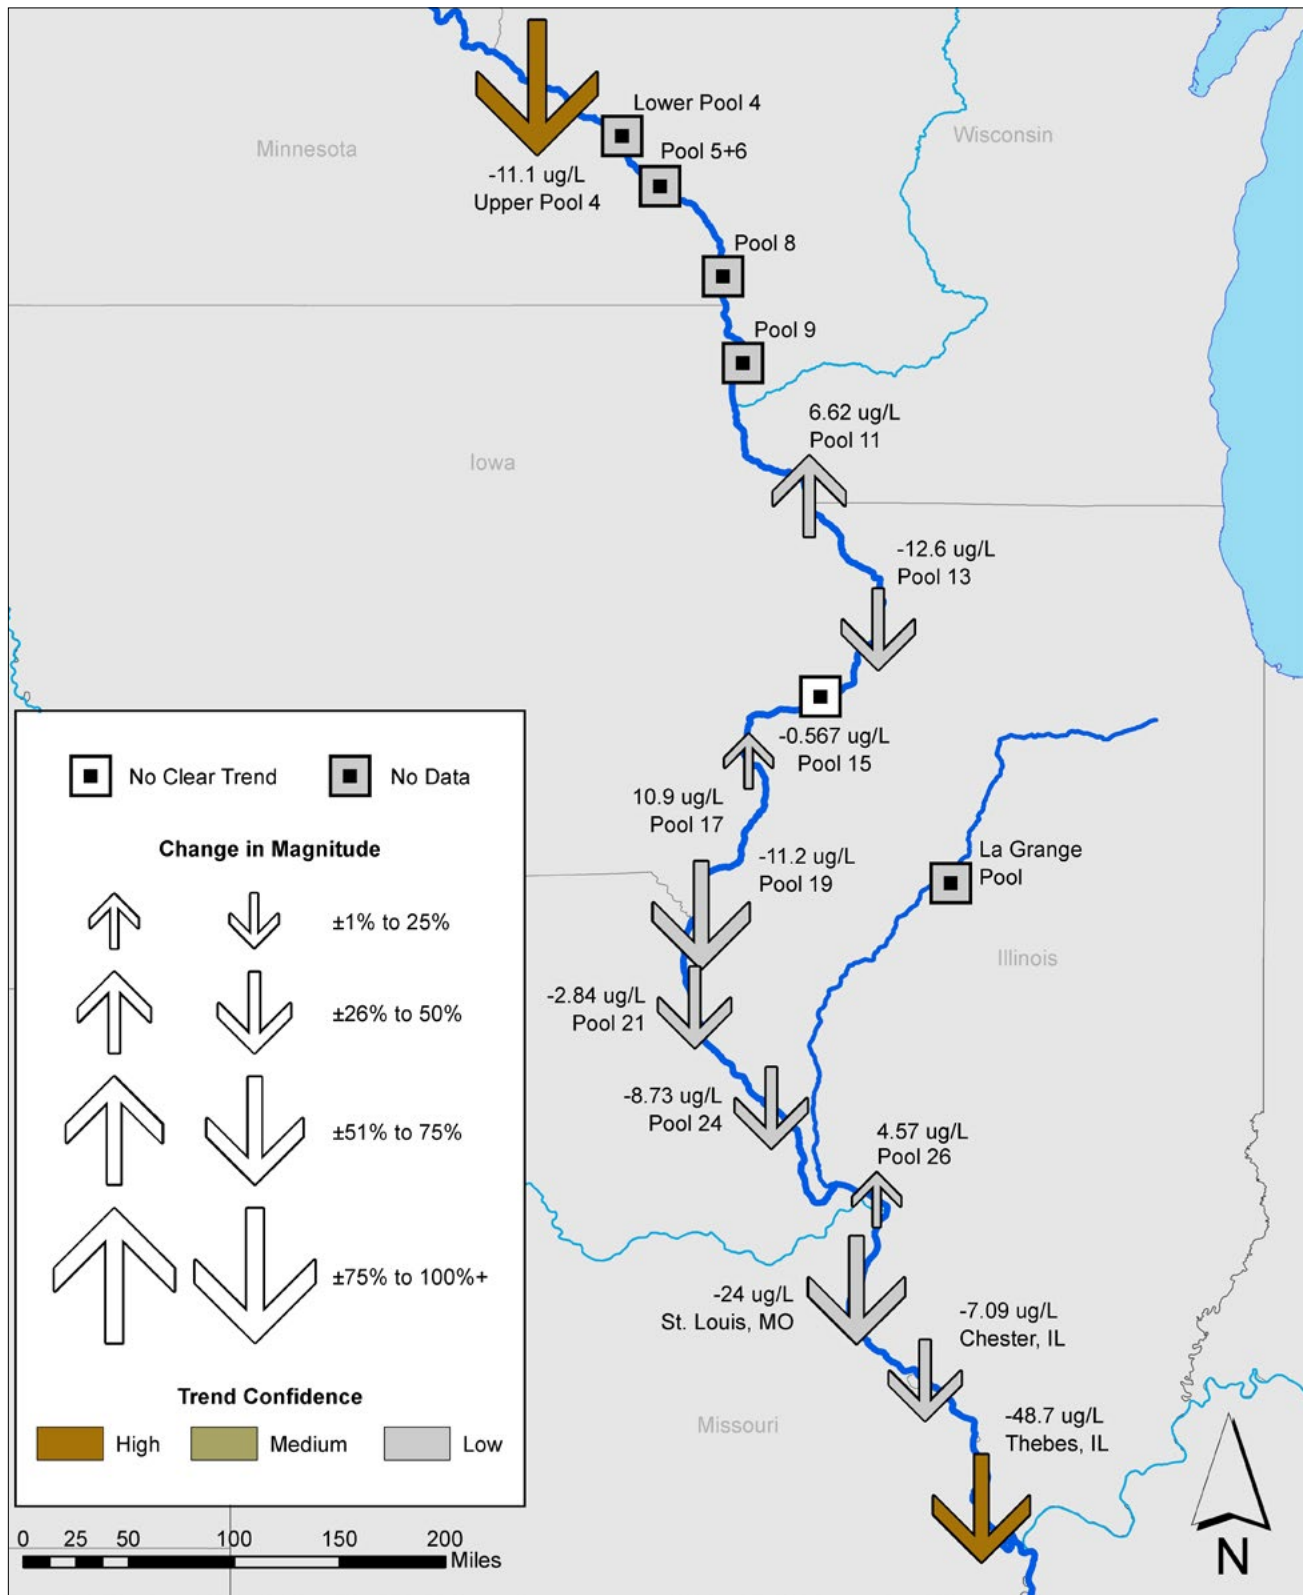 Lower Pool 4
Minnesota
Wisconsin
Pool 5+6
-11.1 ug/L
Upper Pool 4
Pool 8
Pool 9
6.62 ug/L
Pool 11
Iowa
-12.6 ug/L
Pool 13
-0.567 ug/L
Pool 15
10.9 ug/L
Pool 17
-11.2 ug/L
Pool 19
La Grange
Pool
Illinois
-2.84 ug/L
Pool 21
-8.73 ug/L
Pool 24
4.57 ug/L
Pool 26
-24 ug/L
St. Louis, MO
-7.09 ug/L
Chester, IL
-48.7 ug/L
Thebes, IL
Missouri
No Clear Trend
No Data
Change in Magnitude
±1% to 25%
±26% to 50%
±51% to 75%
±75% to 100%+
Trend Confidence
High
Medium
Low
0 25 50 100 150 200
Miles
N